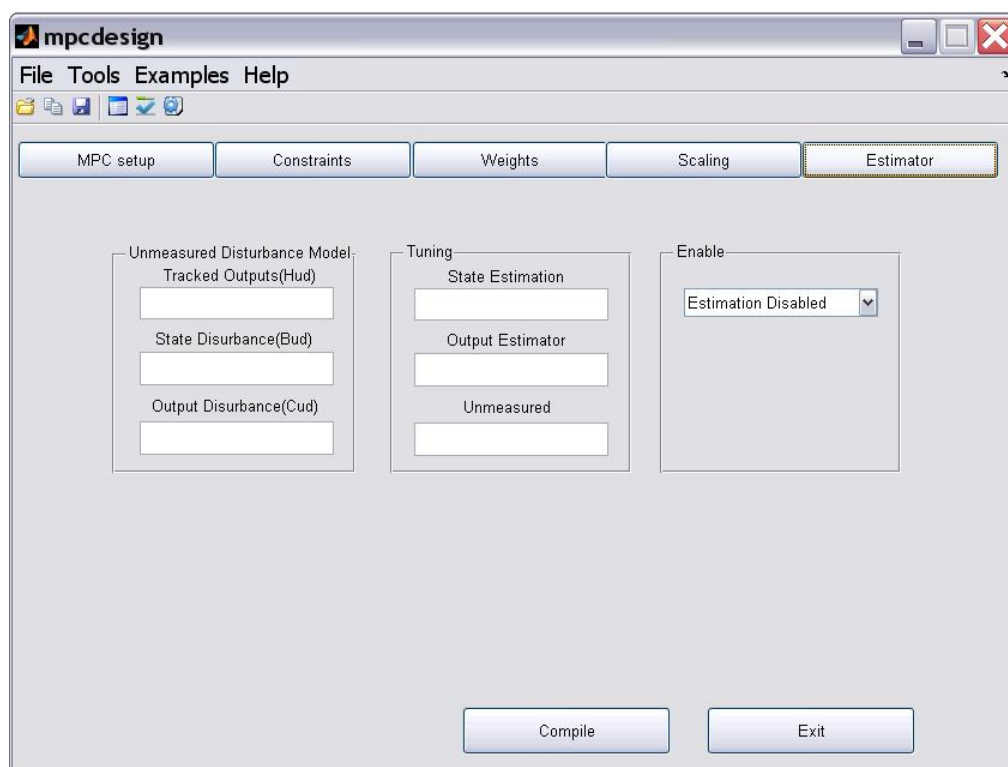 mpcdesign
File Tools Examples Help
MPC setup
Constraints
Weights
Scaling
Estimator
Unmeasured Disturbance Model
Tracked Outputs(Hud)
State Disurbance(Bud)
Output Disurbance(Cud)
Tuning
State Estimation
Output Estimator
Unmeasured
Enable
Estimation Disabled
Compile
Exit